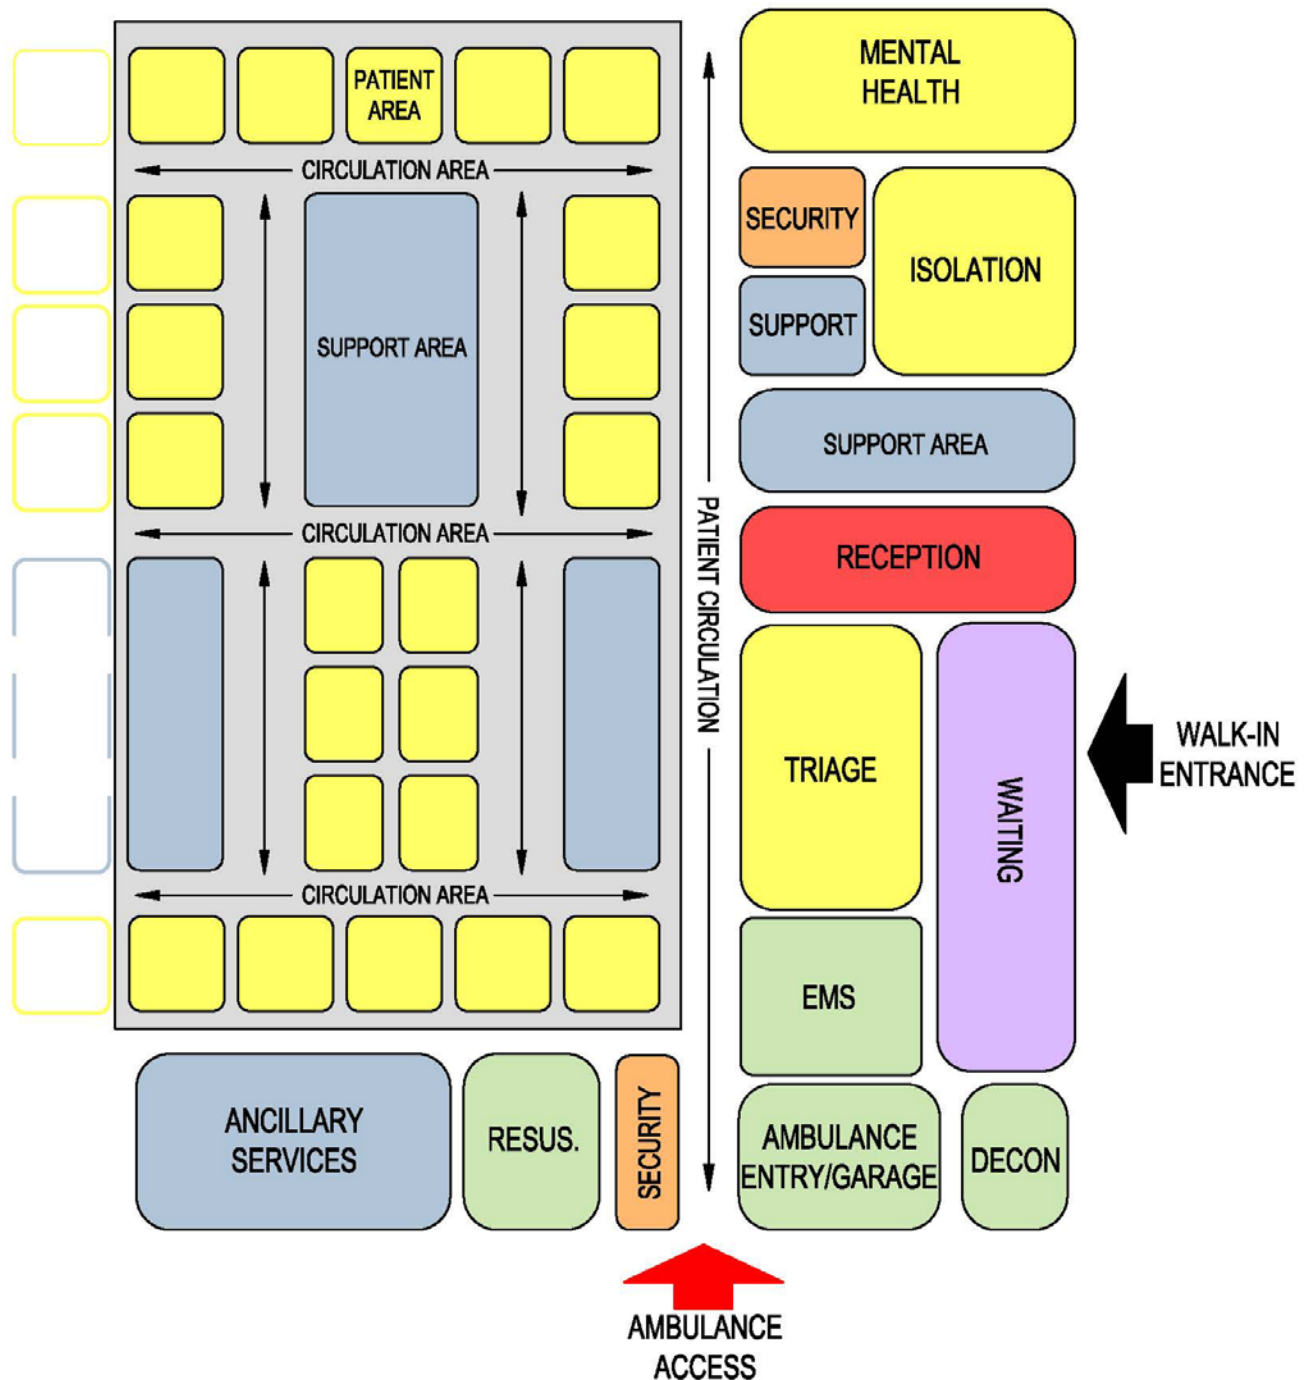 MENTAL
HEALTH
PATIENT
AREA
CIRCULATION AREA
SECURITY
ISOLATION
SUPPORT
SUPPORT AREA
SUPPORT AREA
CIRCULATION AREA
PATIENT CIRCULATION
RECEPTION
TRIAGE
WAITING
WALK-IN
ENTRANCE
CIRCULATION AREA
EMS
ANCILLARY
SERVICES
RESUS.
SECURITY
AMBULANCE
ENTRY/GARAGE
DECON
AMBULANCE
ACCESS